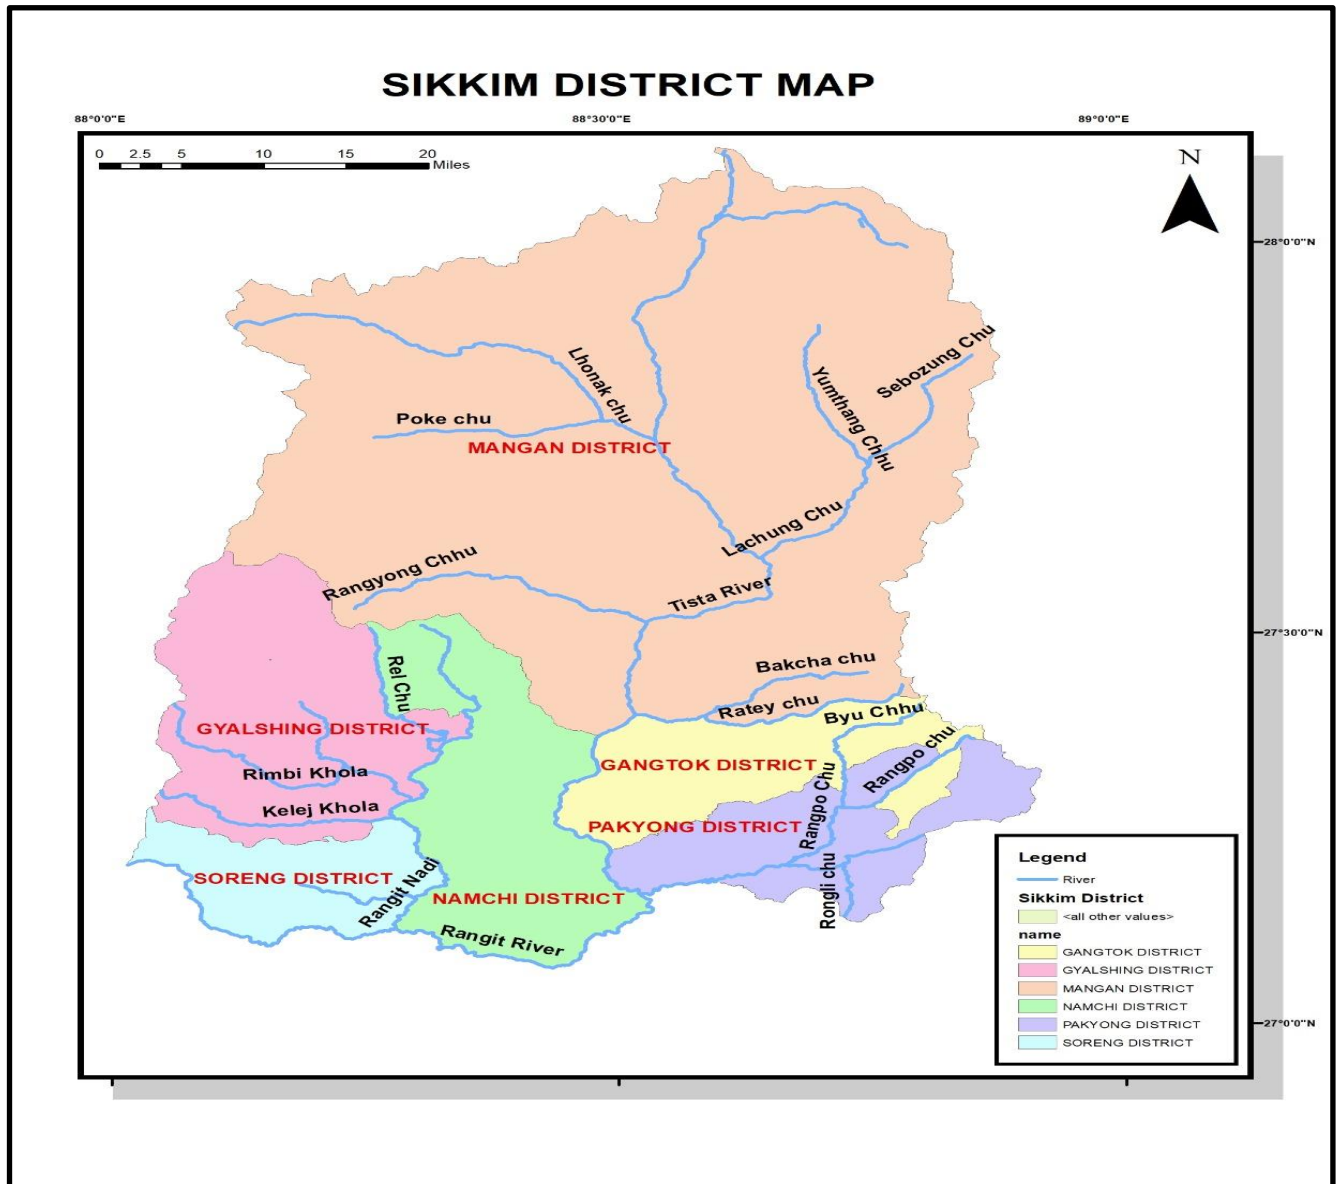 SIKKIM DISTRICT MAP
88°0'0"E
88°30'0"E
89°0'0"E
0 2.5 5 10 15 20
Miles
N
28°0'0"N
Sebozung Chu
Lhonak chu
Yumthang Chhu
Poke chu
MANGAN DISTRICT
Lachung Chu
Rangyong Chhu
Tista River
27°30'0"N
Bakcha chu
Rel Chu
Ratey chu
Byu Chhu
GYALSHING DISTRICT
Rangpo chu
GANGTOK DISTRICT
Rimbi Khola
Kelej Khola
Rangpo Chu
PAKYONG DISTRICT
SORENG DISTRICT
Rangit Nadi
NAMCHI DISTRICT
Rongli chu
Rangit River
Legend
River
Sikkim District
<all other values>
name
GANGTOK DISTRICT
GYALSHING DISTRICT
MANGAN DISTRICT
NAMCHI DISTRICT
PAKYONG DISTRICT
SORENG DISTRICT
27°0'0"N